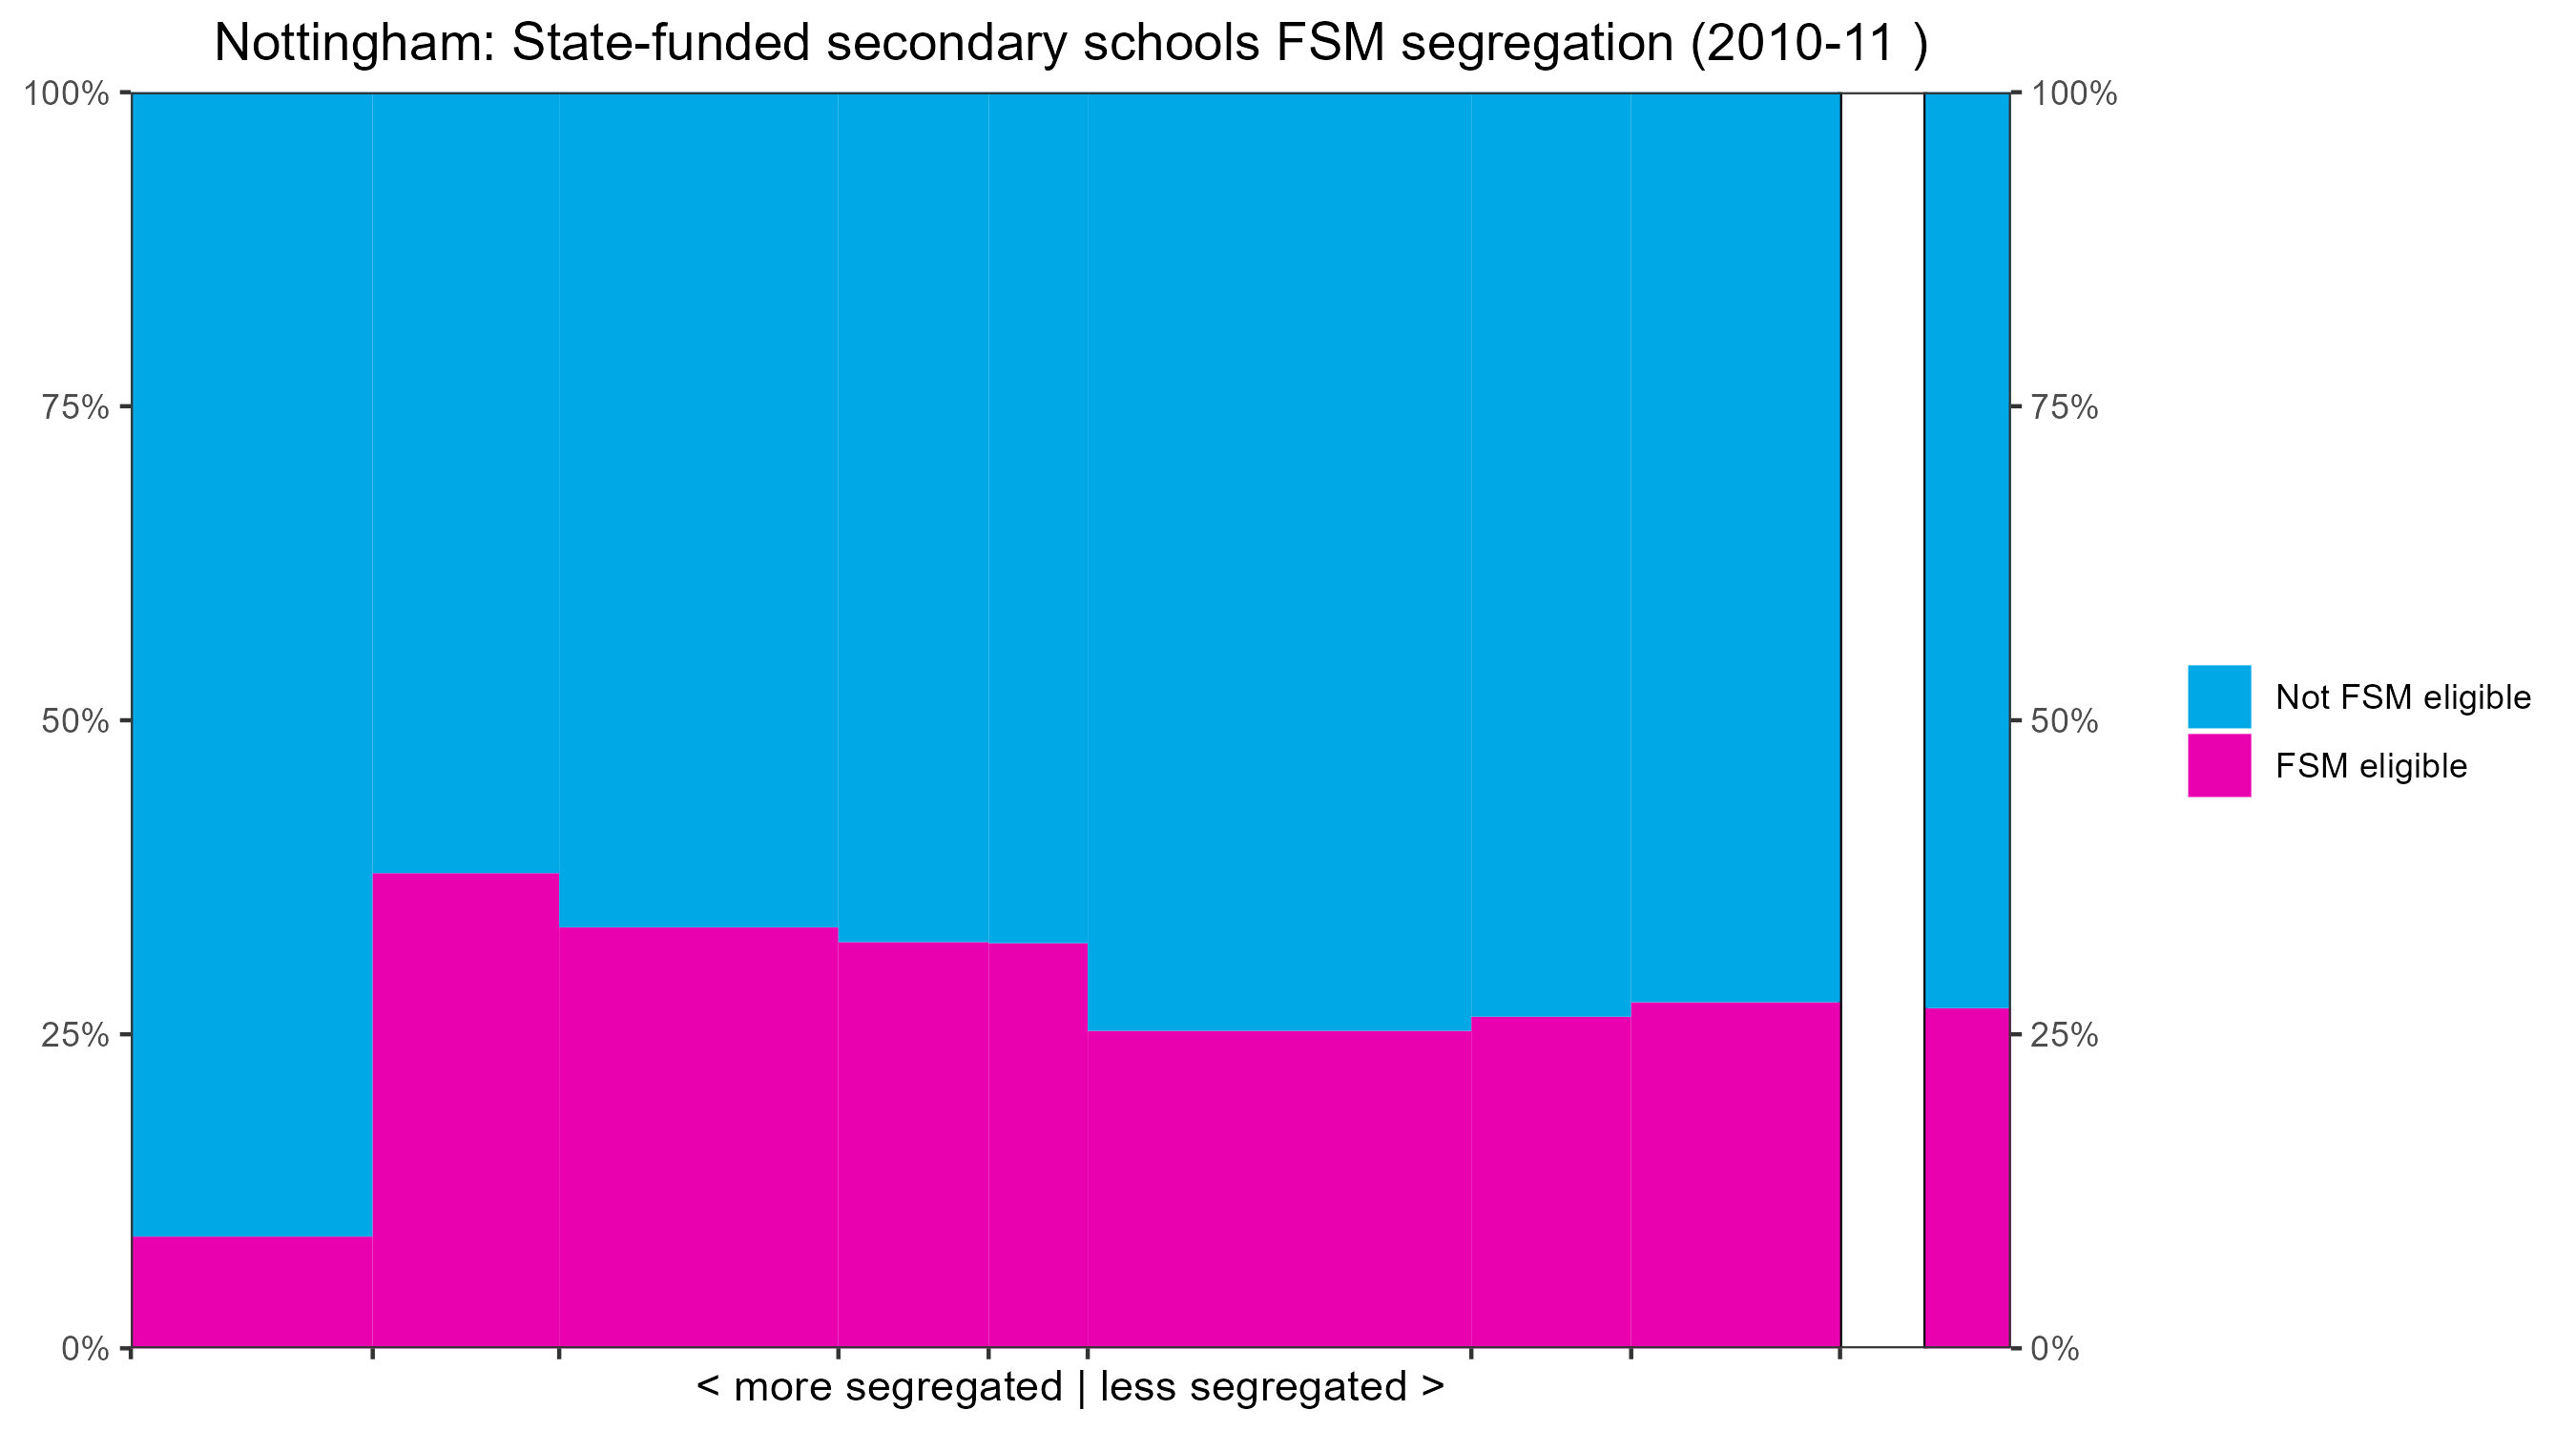 Nottingham: State-funded secondary schools FSM segregation (2010-11 )
100%
75%
50%
25%
0%
100%
75%
50%
25%
0%
Not FSM eligible
FSM eligible
< more segregated | less segregated >